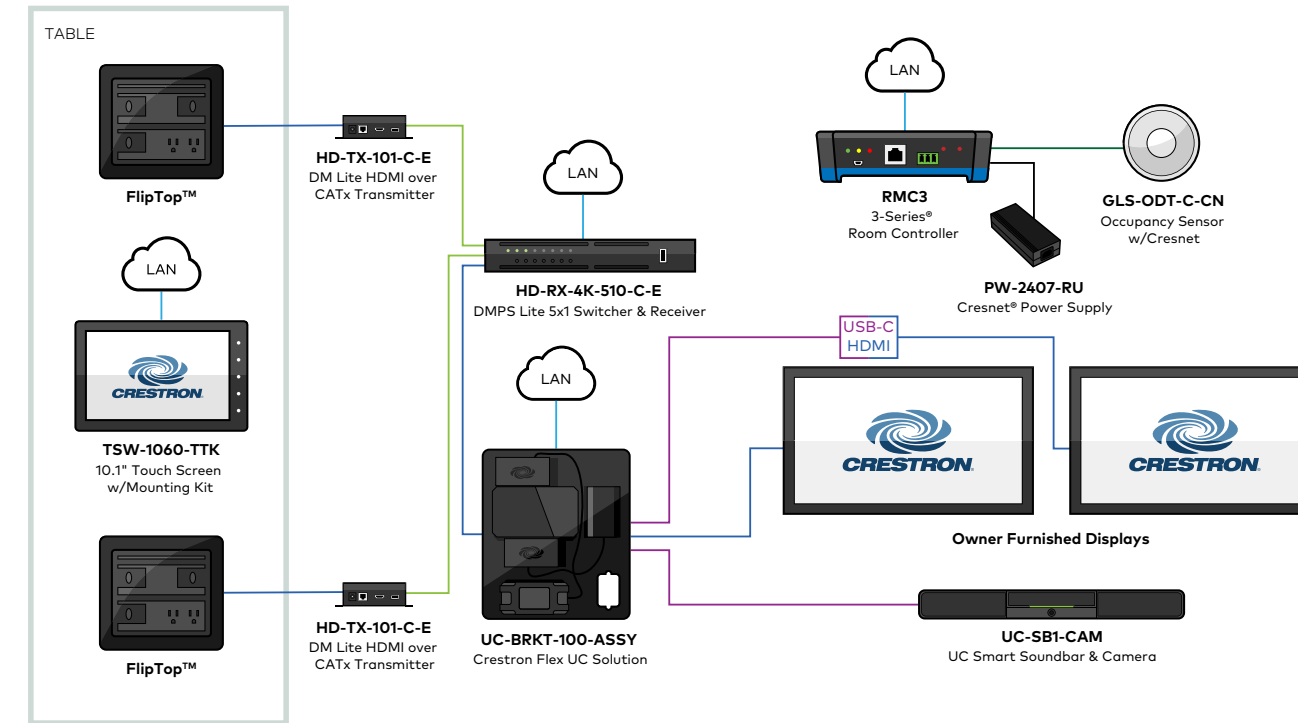 TABLE
FlipTop™
HD-TX-101-C-E
DM Lite HDMI over
CATx Transmitter
LAN
CRESTRON.
TSW-1060-TTK
10.1" Touch Screen
w/Mounting Kit
FlipTop™
HD-TX-101-C-E
DM Lite HDMI over
CATx Transmitter
LAN
HD-RX-4K-510-C-E
DMPS Lite 5x1 Switcher & Receiver
LAN
UC-BRKT-100-ASSY
Crestron Flex UC Solution
LAN
RMC3
3-Series®
Room Controller
GLS-ODT-C-CN
Occupancy Sensor
w/Cresnet
PW-2407-RU
Cresnet® Power Supply
USB-C
HDMI
CRESTRON.
CRESTRON.
Owner Furnished Displays
UC-SB1-CAM
UC Smart Soundbar & Camera